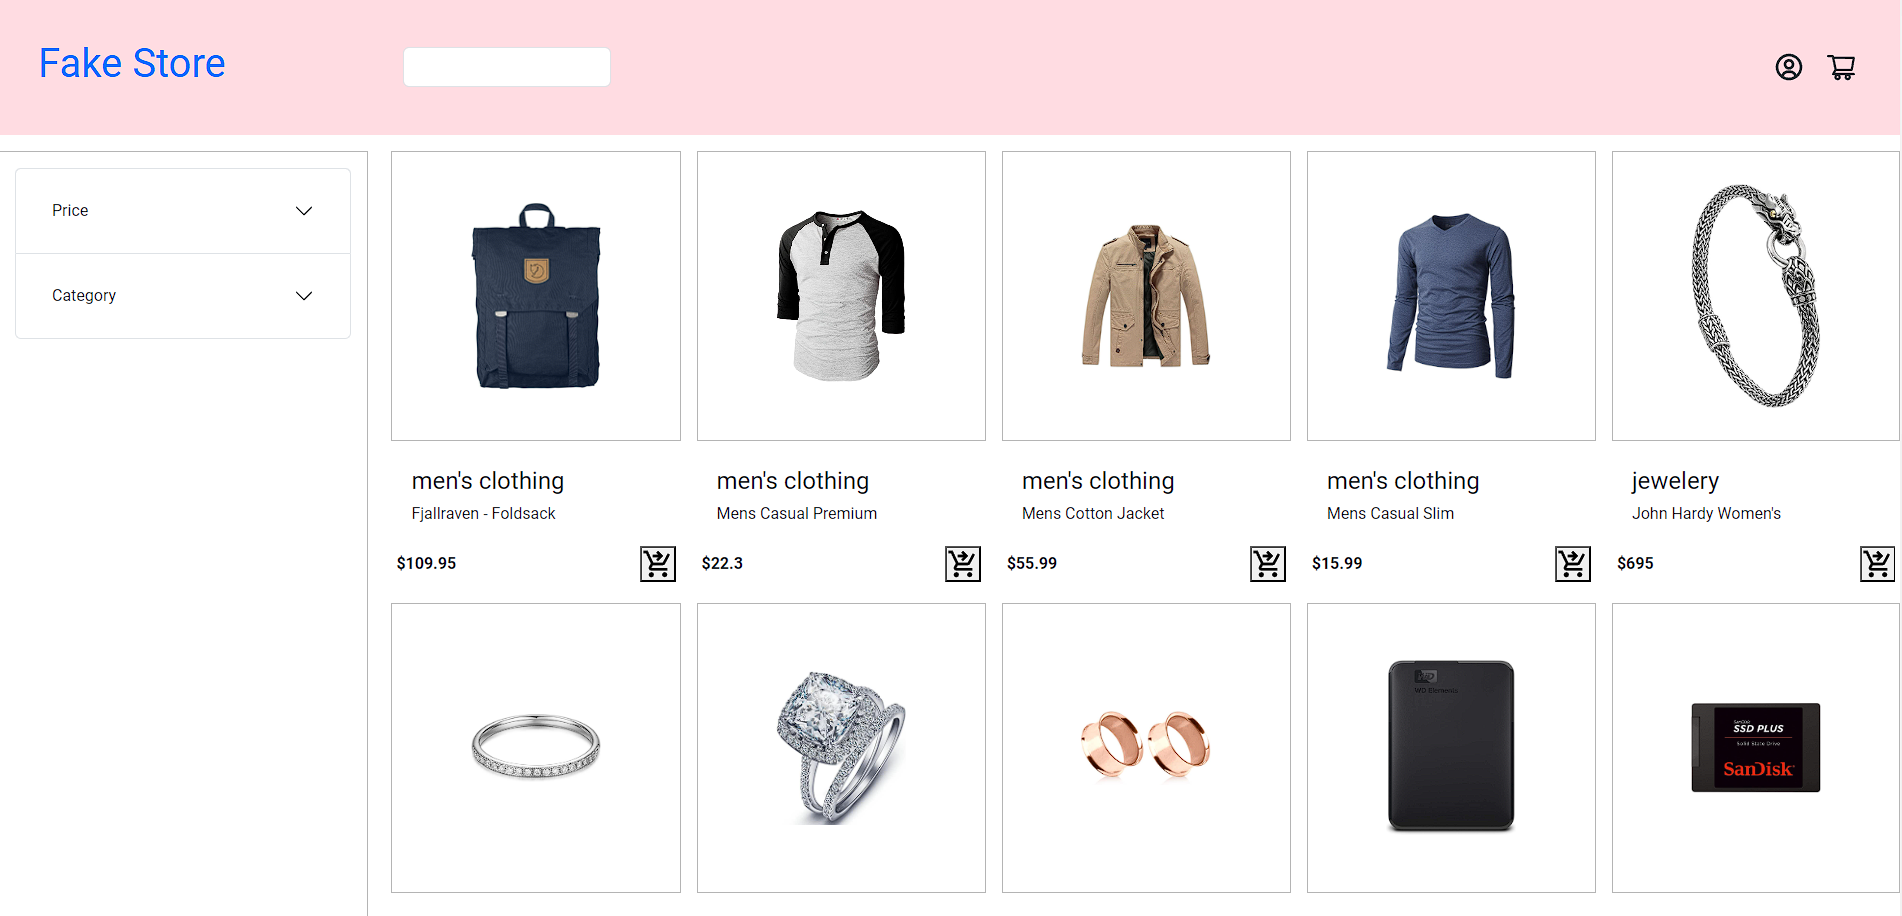 Fake Store
Price
Category
men's clothing
Fjallraven - Foldsack
$109.95
men's clothing
Mens Casual Premium
$22.3
men's clothing
Mens Cotton Jacket
$55.99
men's clothing
Mens Casual Slim
$15.99
jewelery
John Hardy Women's
$695
WD
WD Elements
SanDisk
SSD PLUS
Solid State Drive
SanDisk